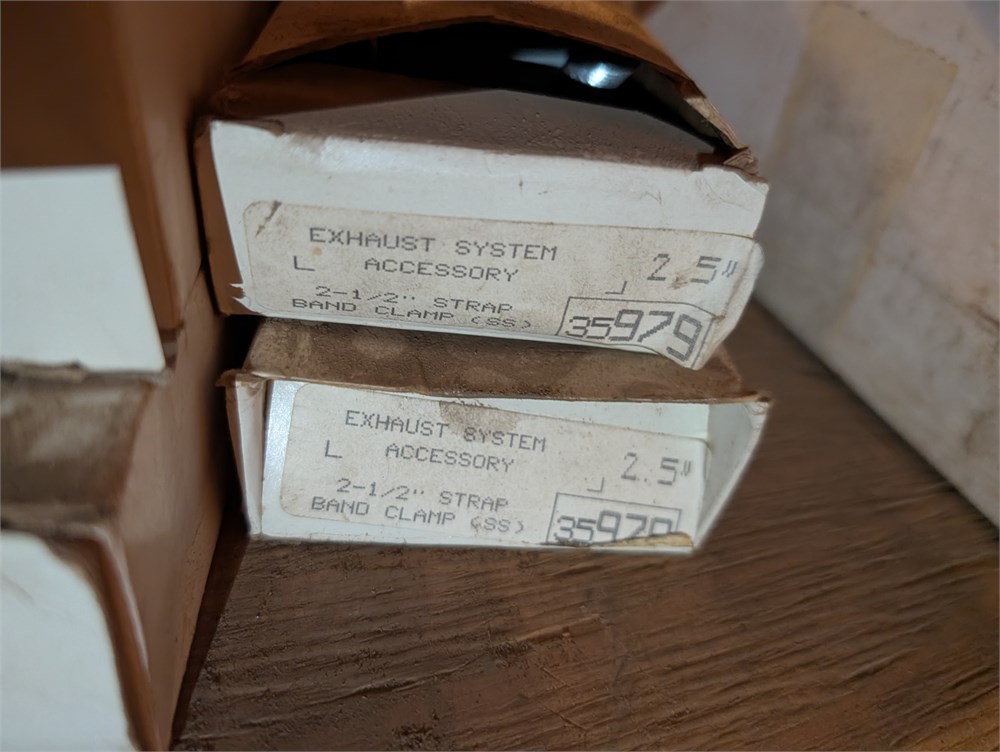 EXHAUST SYSTEM
L ACCESSORY
2.5"
2-1/2" STRAP
BAND CLAMP (SS)
35979
EXHAUST SYSTEM
L ACCESSORY
2.5"
2-1/2" STRAP
BAND CLAMP (SS)
35979